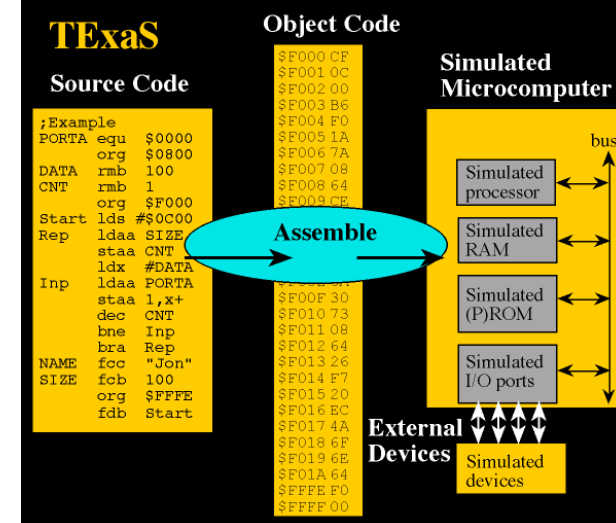 TExaS
Source Code
;Example
PORTA equu $0000
org $0800
DATA rmb 100
CNT rmb 1
org $F000
Start lds #$0C00
Rep ldaa SIZE
staa CNT
ldx #DATA
Inp ldaa PORTA
staa 1,x+
dec CNT
bne Inp
bra Rep
NAME fcc "Jon"
SIZE fcb 100
org $FFFE
fdb Start
Object Code
$F000 CF
$F001 0C
$F002 00
$F003 B6
$F004 F0
$F005 1A
$F006 7A
$F007 08
$F008 64
$F009 CE
Assemble
$F00F 30
$F010 73
$F011 08
$F012 64
$F013 26
$F014 F7
$F015 20
$F016 EC
$F017 4A
$F018 6F
$F019 6E
$F01A 64
$FFFE F0
$FFFF 00
Simulated
Microcomputer
bus
Simulated
processor
Simulated
RAM
Simulated
(P)ROM
Simulated
I/O ports
External
Devices
Simulated
devices